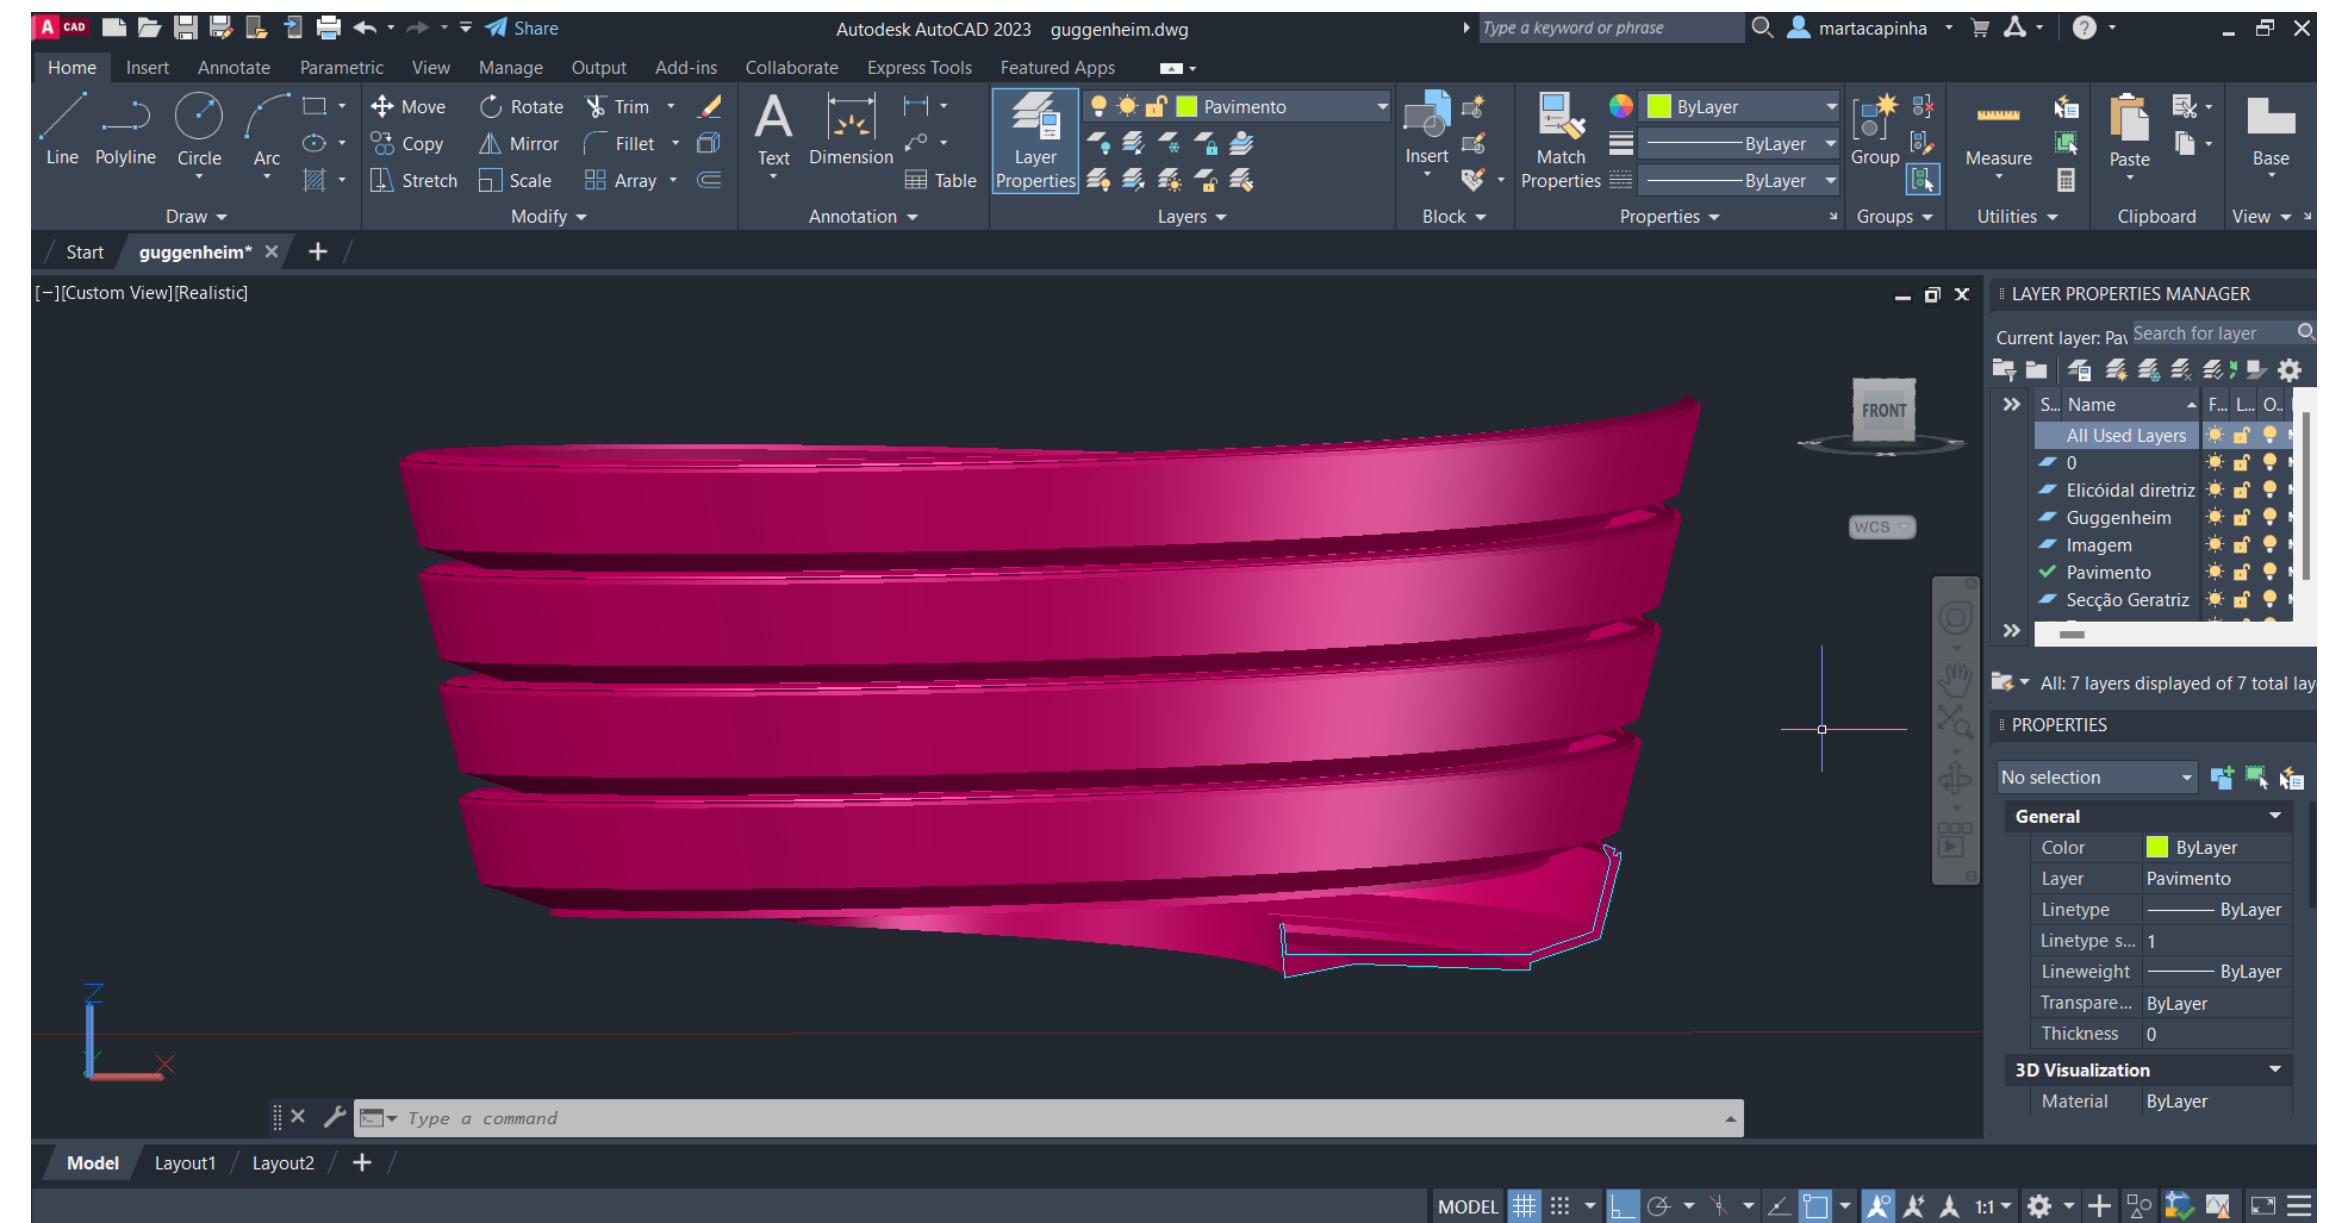 A CAD Share Autodesk AutoCAD 2023 guggenheim.dwg Type a keyword or phrase martacapinha
Home Insert Annotate Parametric View Manage Output Add-ins Collaborate Express Tools Featured Apps
Line Polyline Circle Arc
Move Rotate Trim
Copy Mirror Fillet
Stretch Scale Array
Text Dimension Table
Layer Properties
Pavimento
Insert
Match Properties
ByLayer
ByLayer
ByLayer
Group
Measure
Paste
Base
Draw Modify Annotation Layers Block Properties Groups Utilities Clipboard View
Start guggenheim*
[−][Custom View][Realistic]
FRONT
WCS
Z
X
Type a command
LAYER PROPERTIES MANAGER
Current layer: Pav Search for layer
S... Name F... L... O..
All Used Layers
0
Elicóidal diretriz
Guggenheim
Imagem
Pavimento
Secção Geratriz
All: 7 layers displayed of 7 total lay
PROPERTIES
No selection
General
Color ByLayer
Layer Pavimento
Linetype ByLayer
Linetype s... 1
Lineweight ByLayer
Transpare... ByLayer
Thickness 0
3D Visualization
Material ByLayer
Model Layout1 Layout2
MODEL 1:1